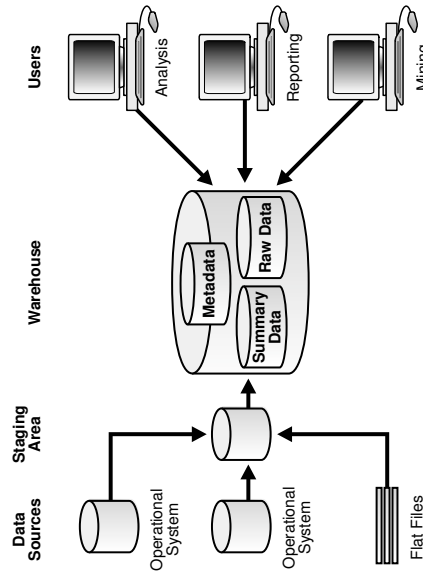 Data
Sources
Staging
Area
Warehouse
Users
Operational
System
Operational
System
Flat Files
Metadata
Summary
Data
Raw Data
Analysis
Reporting
Mining